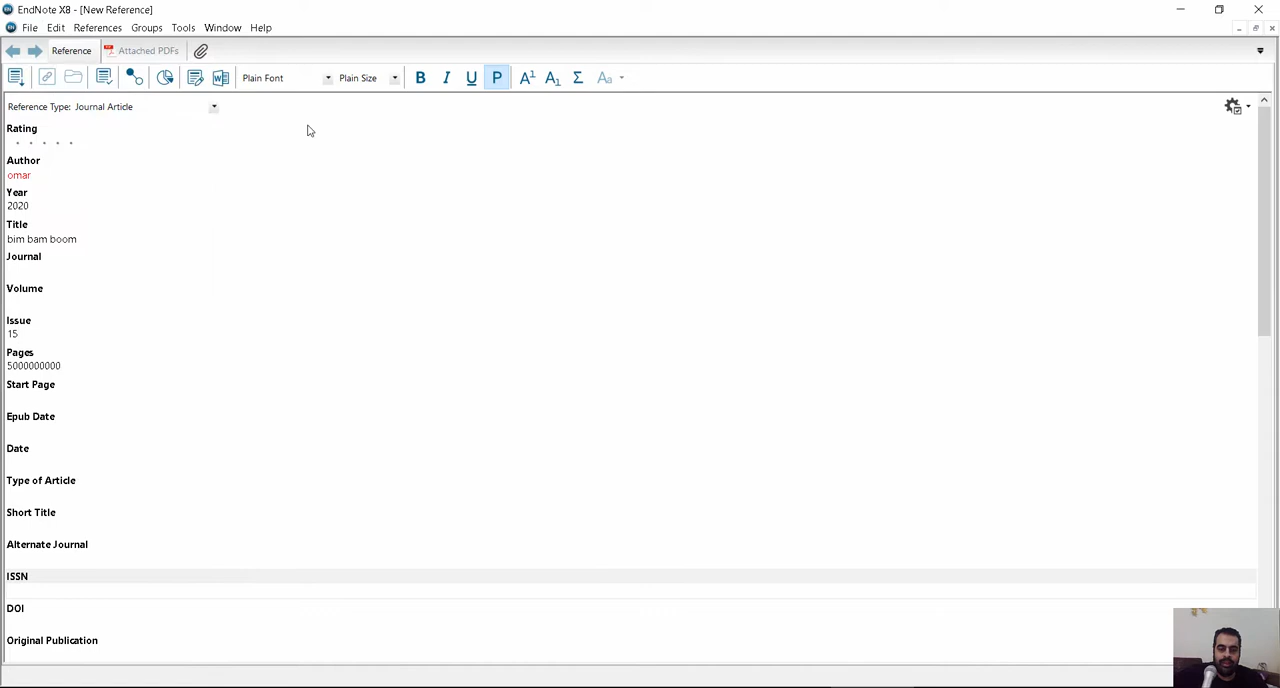 EndNote X8 - [New Reference]
File Edit References Groups Tools Window Help
Reference Attached PDFs
Plain Font Plain Size B I U P A1 A1 Σ Aa
Reference Type: Journal Article
Rating
Author
omar
Year
2020
Title
bim bam boom
Journal
Volume
Issue
15
Pages
5000000000
Start Page
Epub Date
Date
Type of Article
Short Title
Alternate Journal
ISSN
DOI
Original Publication